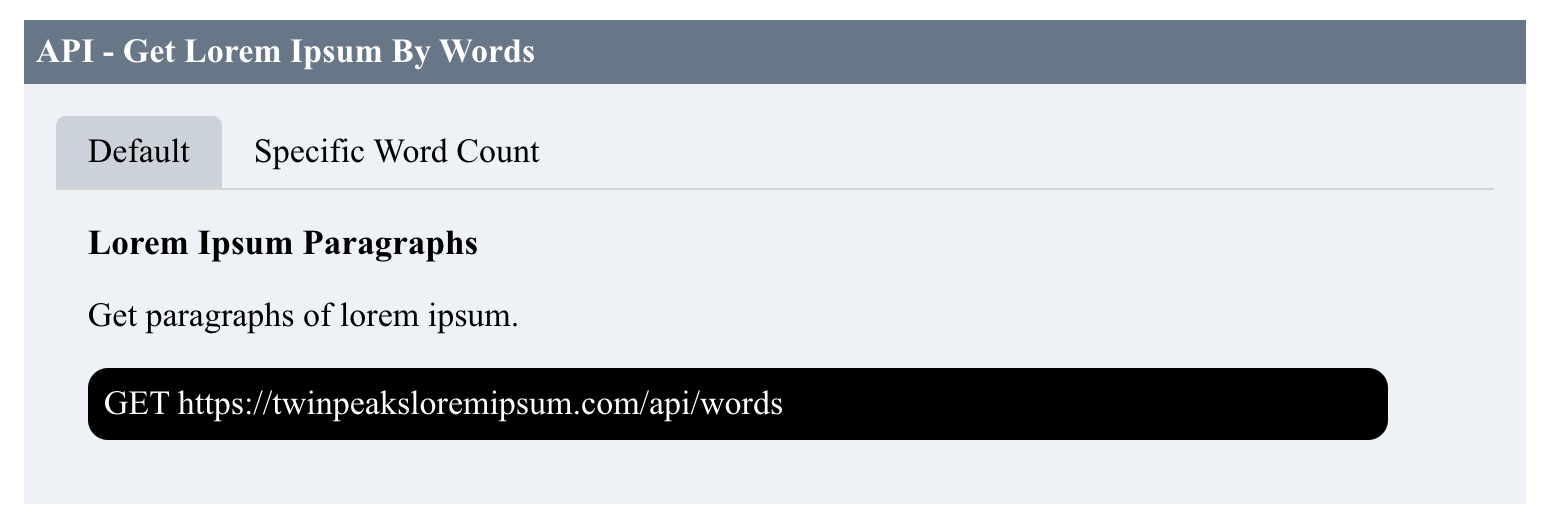 API - Get Lorem Ipsum By Words
Default
Specific Word Count
Lorem Ipsum Paragraphs
Get paragraphs of lorem ipsum.
GET https://twinpeaksloremipsum.com/api/words